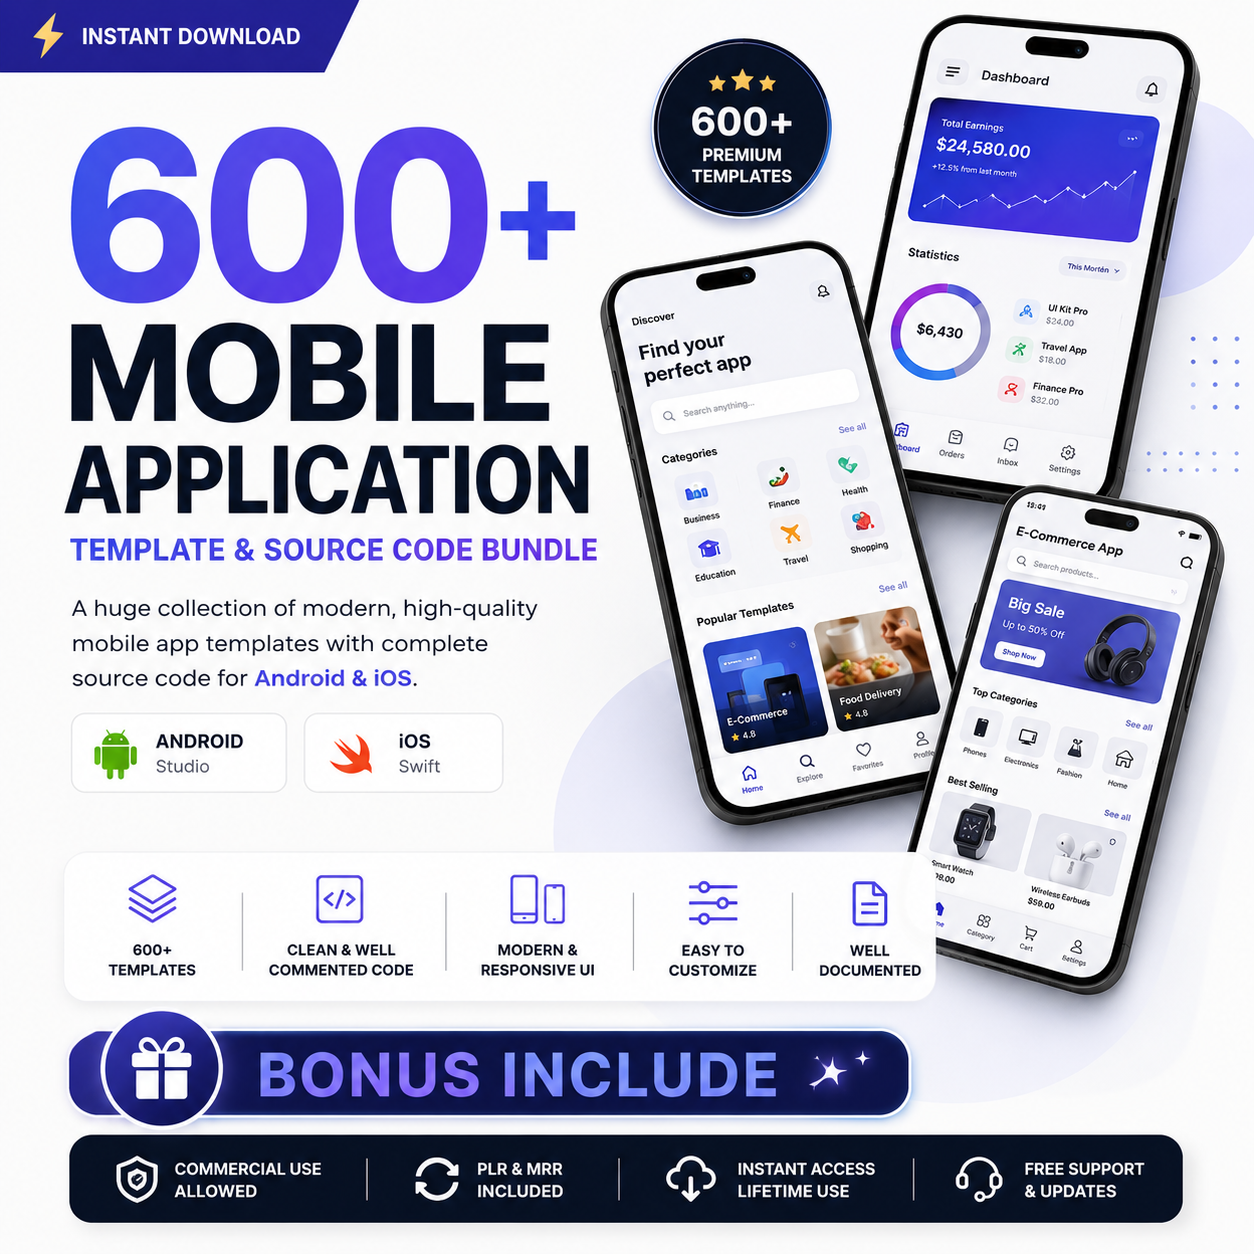 INSTANT DOWNLOAD
600+
MOBILE
APPLICATION
TEMPLATE & SOURCE CODE BUNDLE
A huge collection of modern, high-quality
mobile app templates with complete
source code for Android & iOS.
ANDROID
Studio
iOS
Swift
600+
PREMIUM
TEMPLATES
Dashboard
Total Earnings
$24,580.00
+12.5% from last month
Statistics
This Mortén
$6,430
UI Kit Pro
$24.00
Travel App
$18.00
Finance Pro
$32.00
board
Orders
Inbox
Settings
Discover
Find your
perfect app
Search anything...
See all
Categories
Business
Finance
Health
Education
Travel
Shopping
See all
Popular Templates
E-Commerce
4.8
Food Delivery
4.8
Home
Explore
Favorites
Profile
E-Commerce App
Search products...
Big Sale
Up to 50% Off
Shop Now
Top Categories
See all
Phones
Electronics
Fashion
Home
Best Selling
See all
Smart Watch
Wireless Earbuds
$59.00
Category
Cart
Settings
600+
TEMPLATES
CLEAN & WELL
COMMENTED CODE
MODERN &
RESPONSIVE UI
EASY TO
CUSTOMIZE
WELL
DOCUMENTED
BONUS INCLUDE
COMMERCIAL USE
ALLOWED
PLR & MRR
INCLUDED
INSTANT ACCESS
LIFETIME USE
FREE SUPPORT
& UPDATES